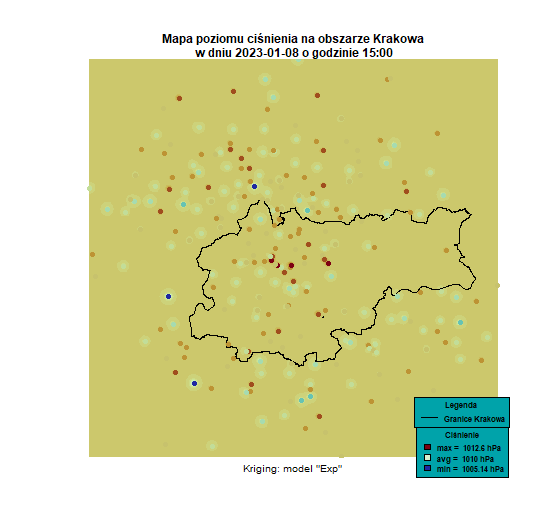 Mapa poziomu ciśnienia na obszarze Krakowa
w dniu 2023-01-08 o godzinie 15:00
Legenda
Granice Krakowa
Ciśnienie
max = 1012.6 hPa
avg = 1010 hPa
min = 1005.14 hPa
Kriging: model "Exp"